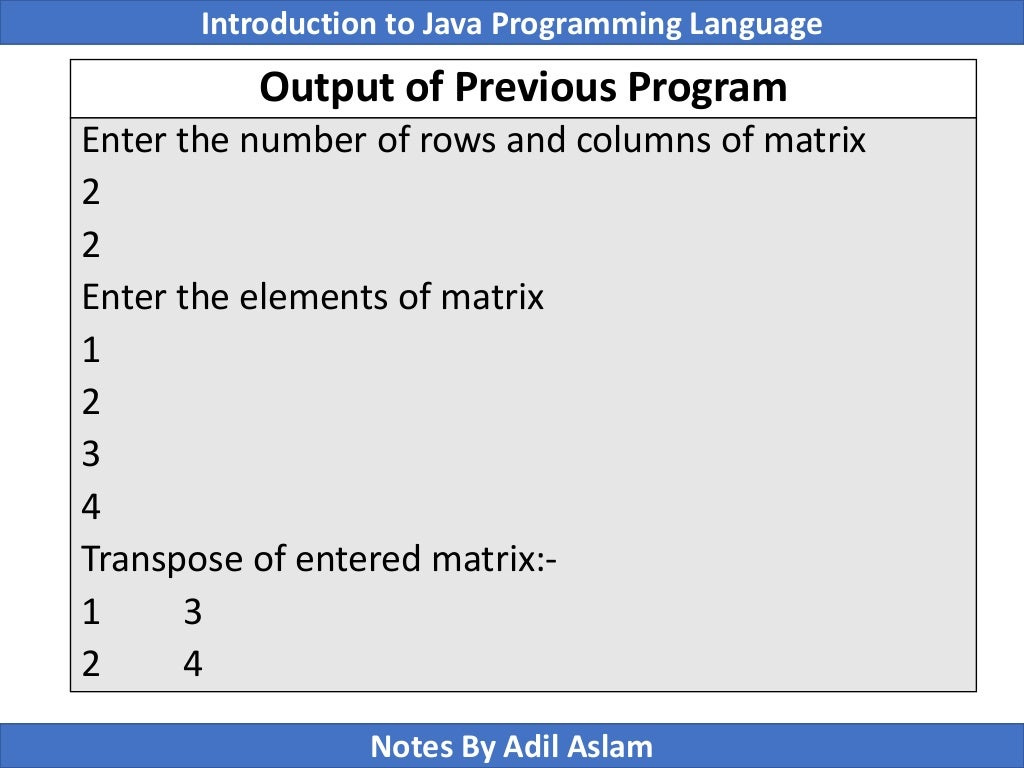 Introduction to Java Programming Language
Output of Previous Program
Enter the number of rows and columns of matrix
2
2
Enter the elements of matrix
1
2
3
4
Transpose of entered matrix:-
1 3
2 4
Notes By Adil Aslam